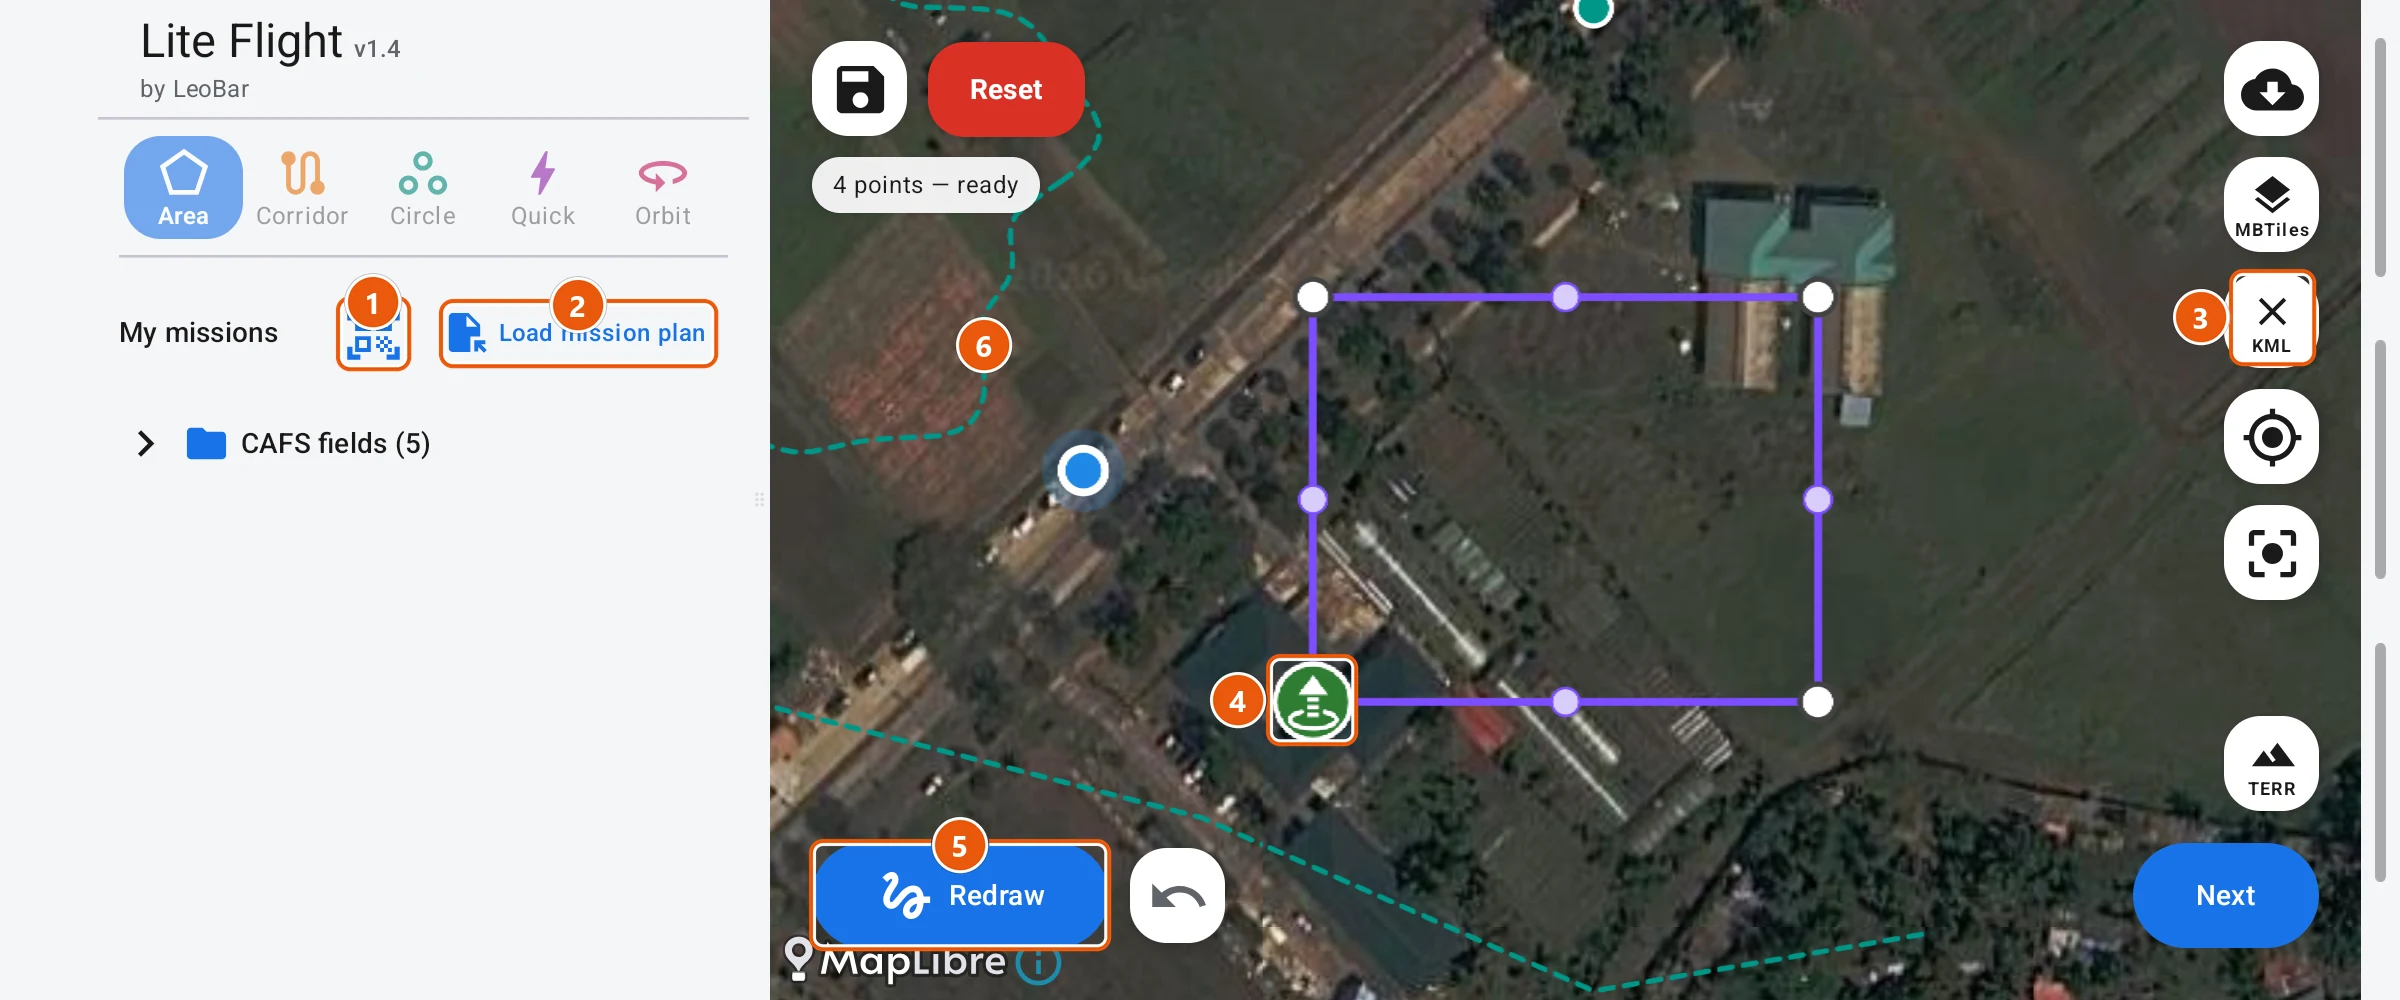 Lite Flight v1.4
by LeoBar
Area
Corridor
Circle
Quick
Orbit
My missions
1
2
Load mission plan
CAFS fields (5)
Reset
4 points — ready
6
MBTiles
3
KML
4
TERR
5
Redraw
Next
MapLibre